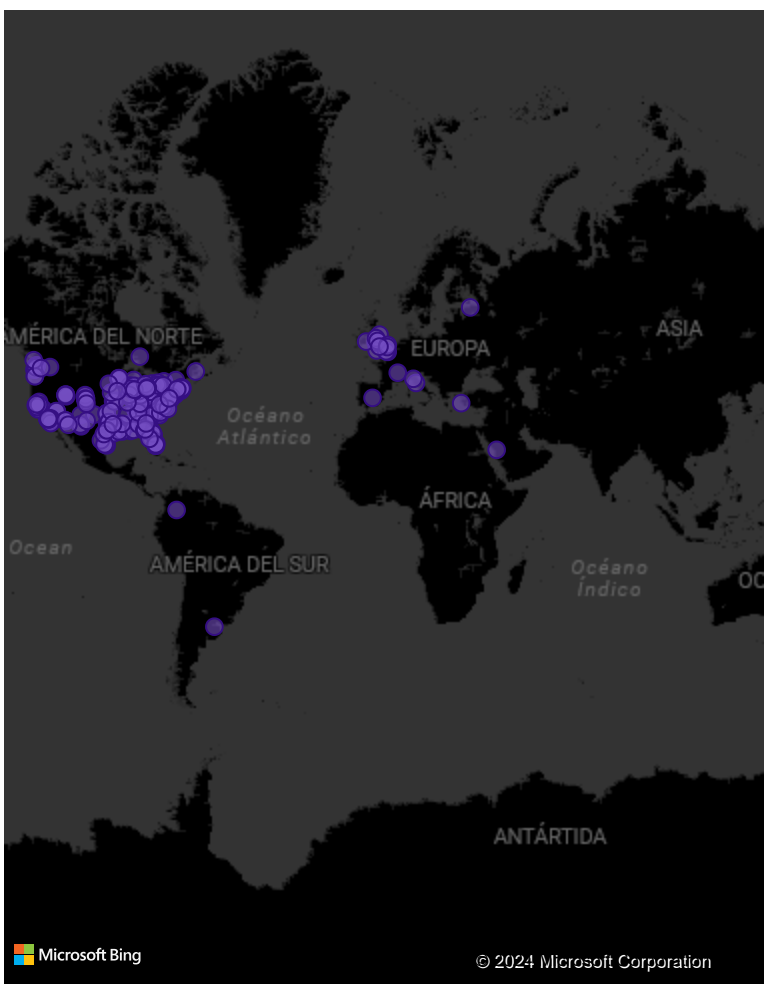 AMÉRICA DEL NORTE
ASIA
EUROPA
Océano
Atlántico
ÁFRICA
Ocean
AMÉRICA DEL SUR
Océano
Índico
OC
ANTÁRTIDA
Microsoft Bing
© 2024 Microsoft Corporation